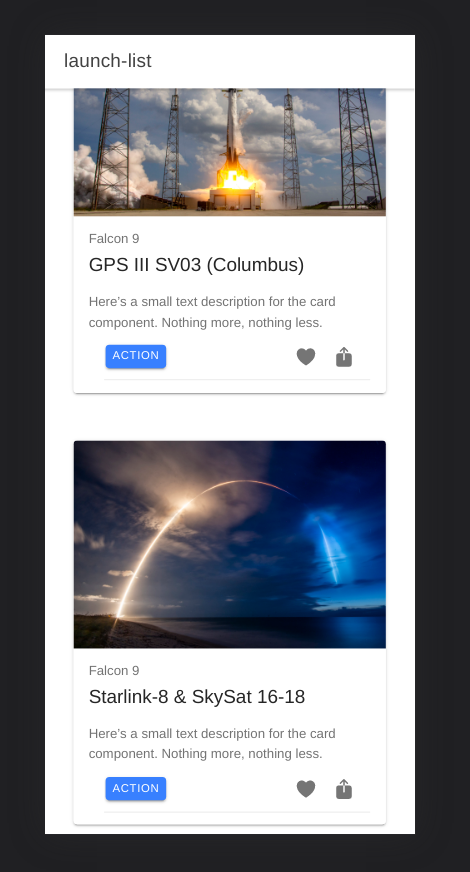 launch-list
Falcon 9
GPS III SV03 (Columbus)
Here's a small text description for the card
component. Nothing more, nothing less.
ACTION
Falcon 9
Starlink-8 & SkySat 16-18
Here's a small text description for the card
component. Nothing more, nothing less.
ACTION